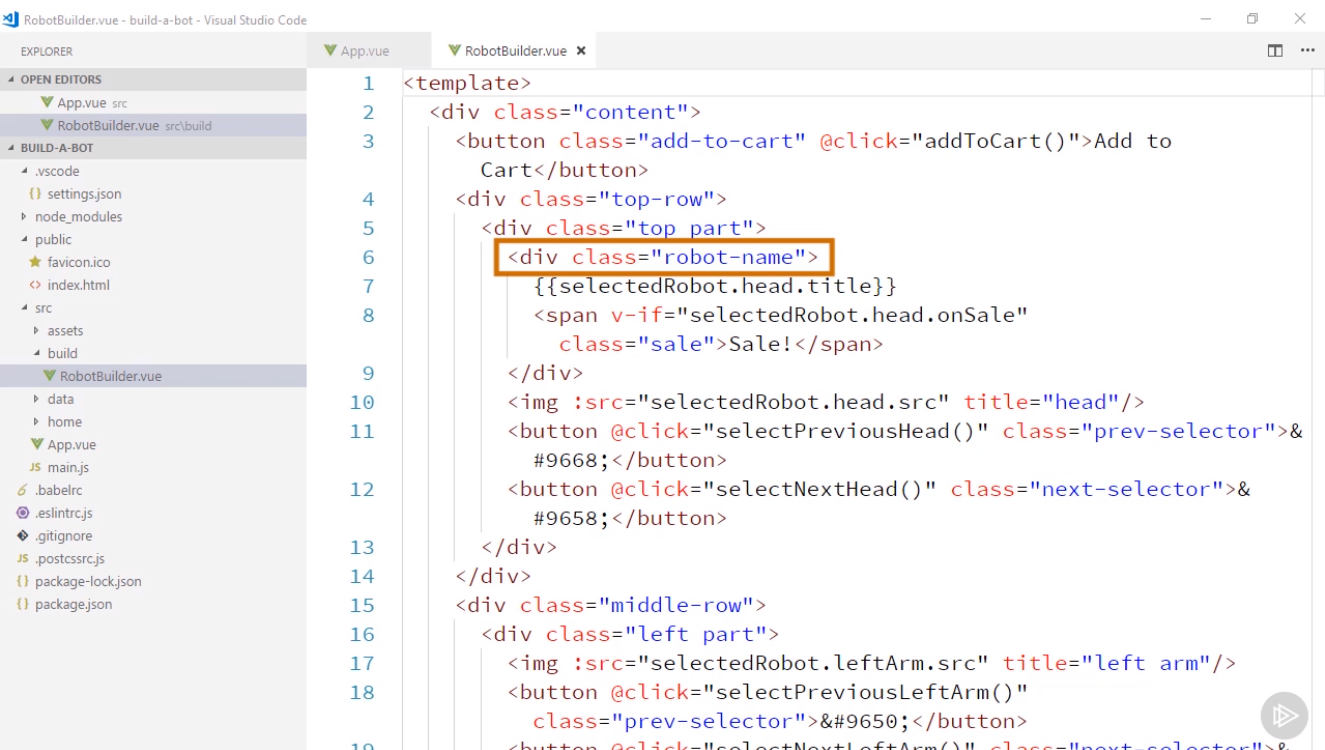 RobotBuilder.vue - build-a-bot - Visual Studio Code
EXPLORER
OPEN EDITORS
App.vue src
RobotBuilder.vue src\build
BUILD-A-BOT
.vscode
{} settings.json
node_modules
public
favicon.ico
<> index.html
src
assets
build
RobotBuilder.vue
data
home
App.vue
JS main.js
.babelrc
.eslintrc.js
.gitignore
JS .postcssrc.js
{} package-lock.json
{} package.json
App.vue RobotBuilder.vue ×
1 <template>
2 <div class="content">
3 <button class="add-to-cart" @click="addToCart()">Add to
Cart</button>
4 <div class="top-row">
5 <div class="top part">
6 <div class="robot-name">
7 {{selectedRobot.head.title}}
8 <span v-if="selectedRobot.head.onSale"
class="sale">Sale!</span>
9 </div>
10 <img :src="selectedRobot.head.src" title="head"/>
11 <button @click="selectPreviousHead()" class="prev-selector">&
#9668;</button>
12 <button @click="selectNextHead()" class="next-selector">&
#9658;</button>
13 </div>
14 </div>
15 <div class="middle-row">
16 <div class="left part">
17 <img :src="selectedRobot.leftArm.src" title="left arm"/>
18 <button @click="selectPreviousLeftArm()"
class="prev-selector">&#9650;</button>
19 <button @click="selectNextLeftArm()" class="next-selector">&